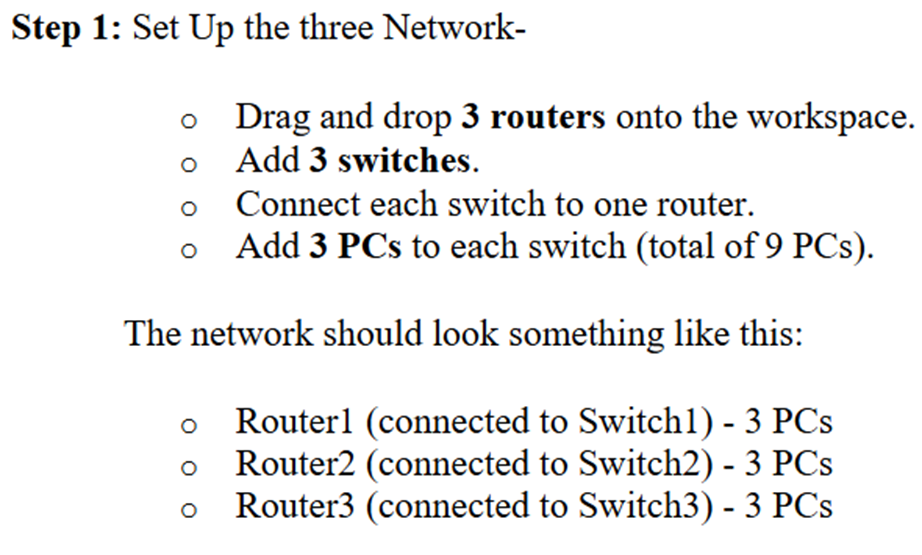 Step 1: Set Up the three Network-
o Drag and drop 3 routers onto the workspace.
o Add 3 switches.
o Connect each switch to one router.
o Add 3 PCs to each switch (total of 9 PCs).
The network should look something like this:
o Router1 (connected to Switch1) - 3 PCs
o Router2 (connected to Switch2) - 3 PCs
o Router3 (connected to Switch3) - 3 PCs